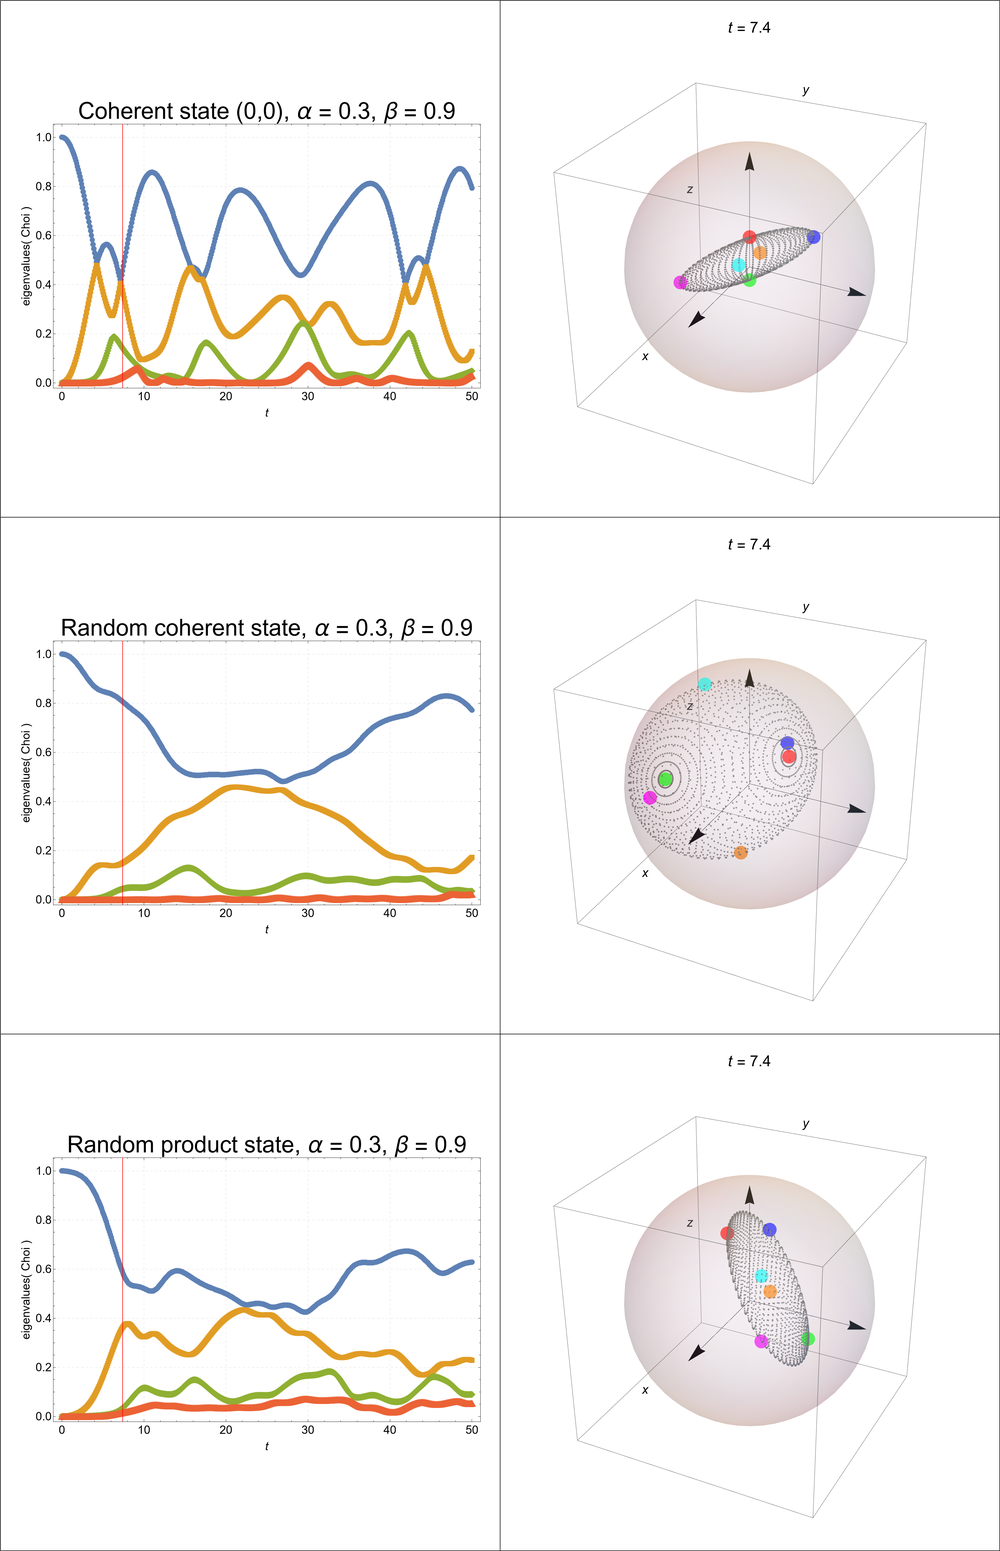 Coherent state (0,0), α = 0.3, β = 0.9
eigenvalues( Choi )
1.0
0.8
0.6
0.4
0.2
0.0
0 10 20 30 40 50
t
t = 7.4
y
z
x
Random coherent state, α = 0.3, β = 0.9
eigenvalues( Choi )
1.0
0.8
0.6
0.4
0.2
0.0
0 10 20 30 40 50
t
t = 7.4
y
z
x
Random product state, α = 0.3, β = 0.9
eigenvalues( Choi )
1.0
0.8
0.6
0.4
0.2
0.0
0 10 20 30 40 50
t
t = 7.4
y
z
x